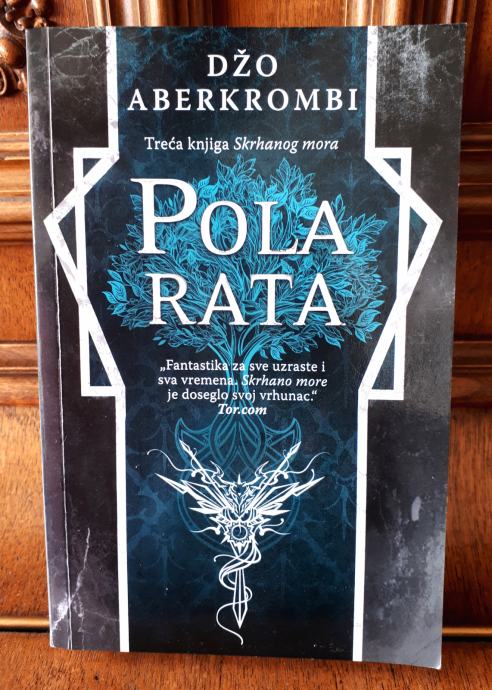 DŽO
ABERKROMBI
Treća knjiga Skrhanog mora
POLA
RATA
„Fantastika za sve uzraste i
sva vremena. Skrhano more
je doseglo svoj vrhunac.“
Tor.com